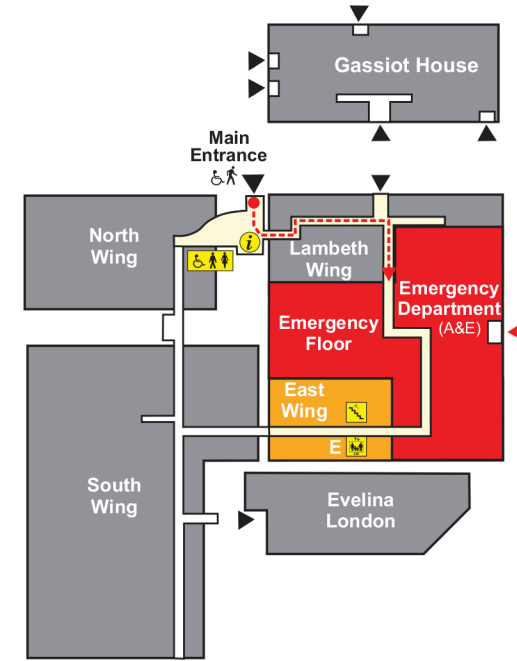 Gassiot House
Main
Entrance
North
Wing
i
Lambeth
Wing
Emergency
Department
(A&E)
Emergency
Floor
East
Wing
E
South
Wing
Evelina
London